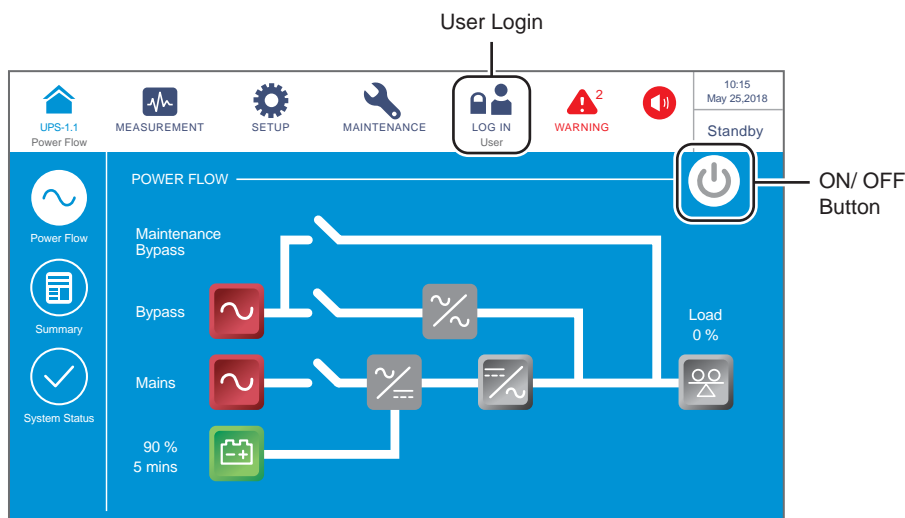 User Login
UPS-1.1
Power Flow
MEASUREMENT
SETUP
MAINTENANCE
LOG IN
User
2
WARNING
10:15
May 25,2018
Standby
ON/ OFF
Button
POWER FLOW
Power Flow
Summary
System Status
Maintenance
Bypass
Bypass
Mains
90 %
5 mins
Load
0 %